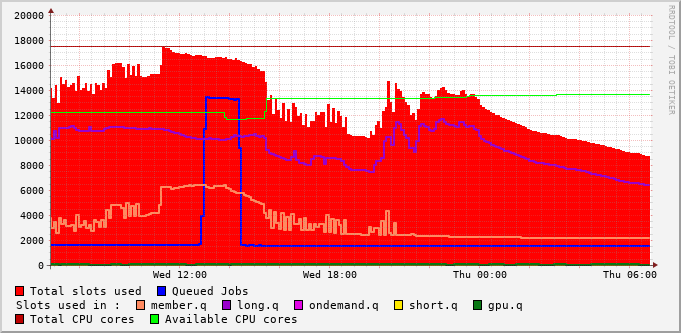 20000
18000
16000
14000
12000
10000
8000
6000
4000
2000
0
Wed 12:00 Wed 18:00 Thu 00:00 Thu 06:00
RRDTOOL / TOBI OETIKER
Total slots used Queued Jobs
Slots used in : member.q long.q ondemand.q short.q gpu.q
Total CPU cores Available CPU cores